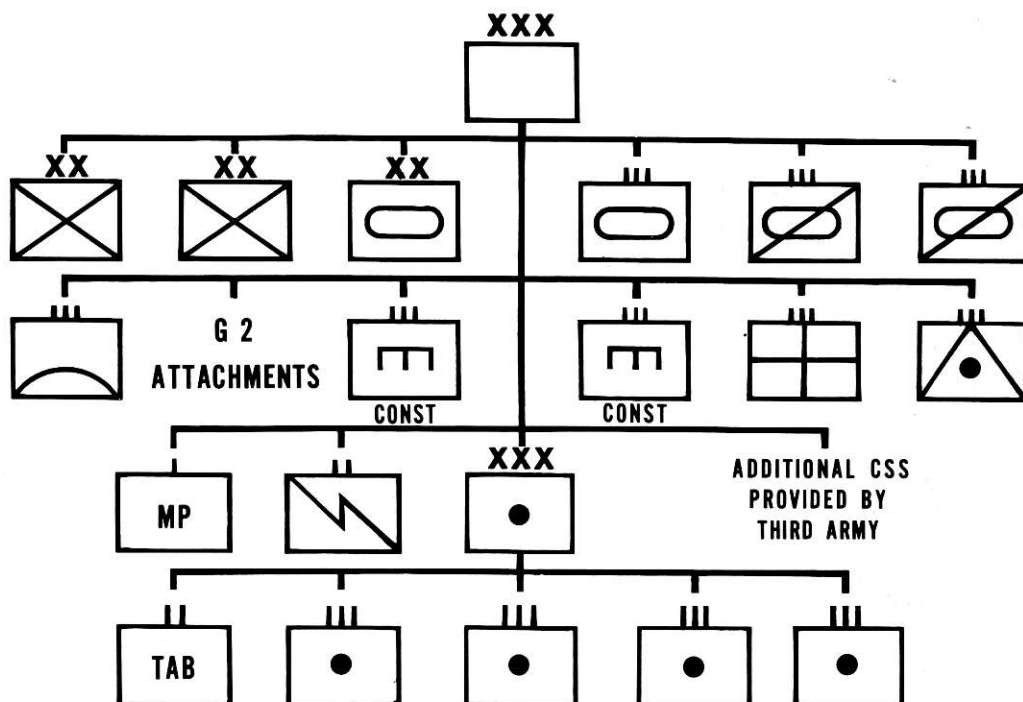 XXX
XX XX XX III III III
III G 2 III III III III
ATTACHMENTS
CONST CONST
I II XXX ADDITIONAL CSS
MP PROVIDED BY
THIRD ARMY
II III III III III
TAB